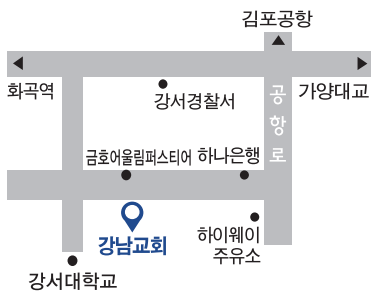 김포공항
화곡역
강서경찰서
공항로
가양대교
금호어울림퍼스티어
하나은행
강남교회
하이웨이
주유소
강서대학교